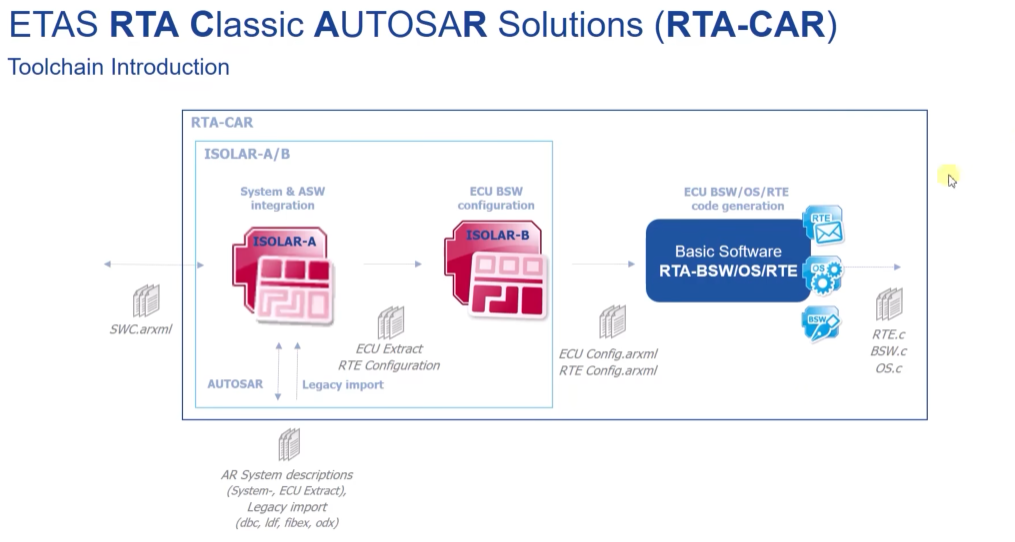 ETAS RTA Classic AUTOSAR Solutions (RTA-CAR)
Toolchain Introduction
RTA-CAR
ISOLAR-A/B
System & ASW
integration
ISOLAR-A
ECU BSW
configuration
ISOLAR-B
ECU BSW/OS/RTE
code generation
Basic Software
RTA-BSW/OS/RTE
RTE
OS
BSW
SWC.arxml
ECU Extract
RTE Configuration
ECU Config.arxml
RTE Config.arxml
RTE.c
BSW.c
OS.c
AUTOSAR
Legacy import
AR System descriptions
(System-, ECU Extract),
Legacy import
(dbc, ldf, fibex, odx)